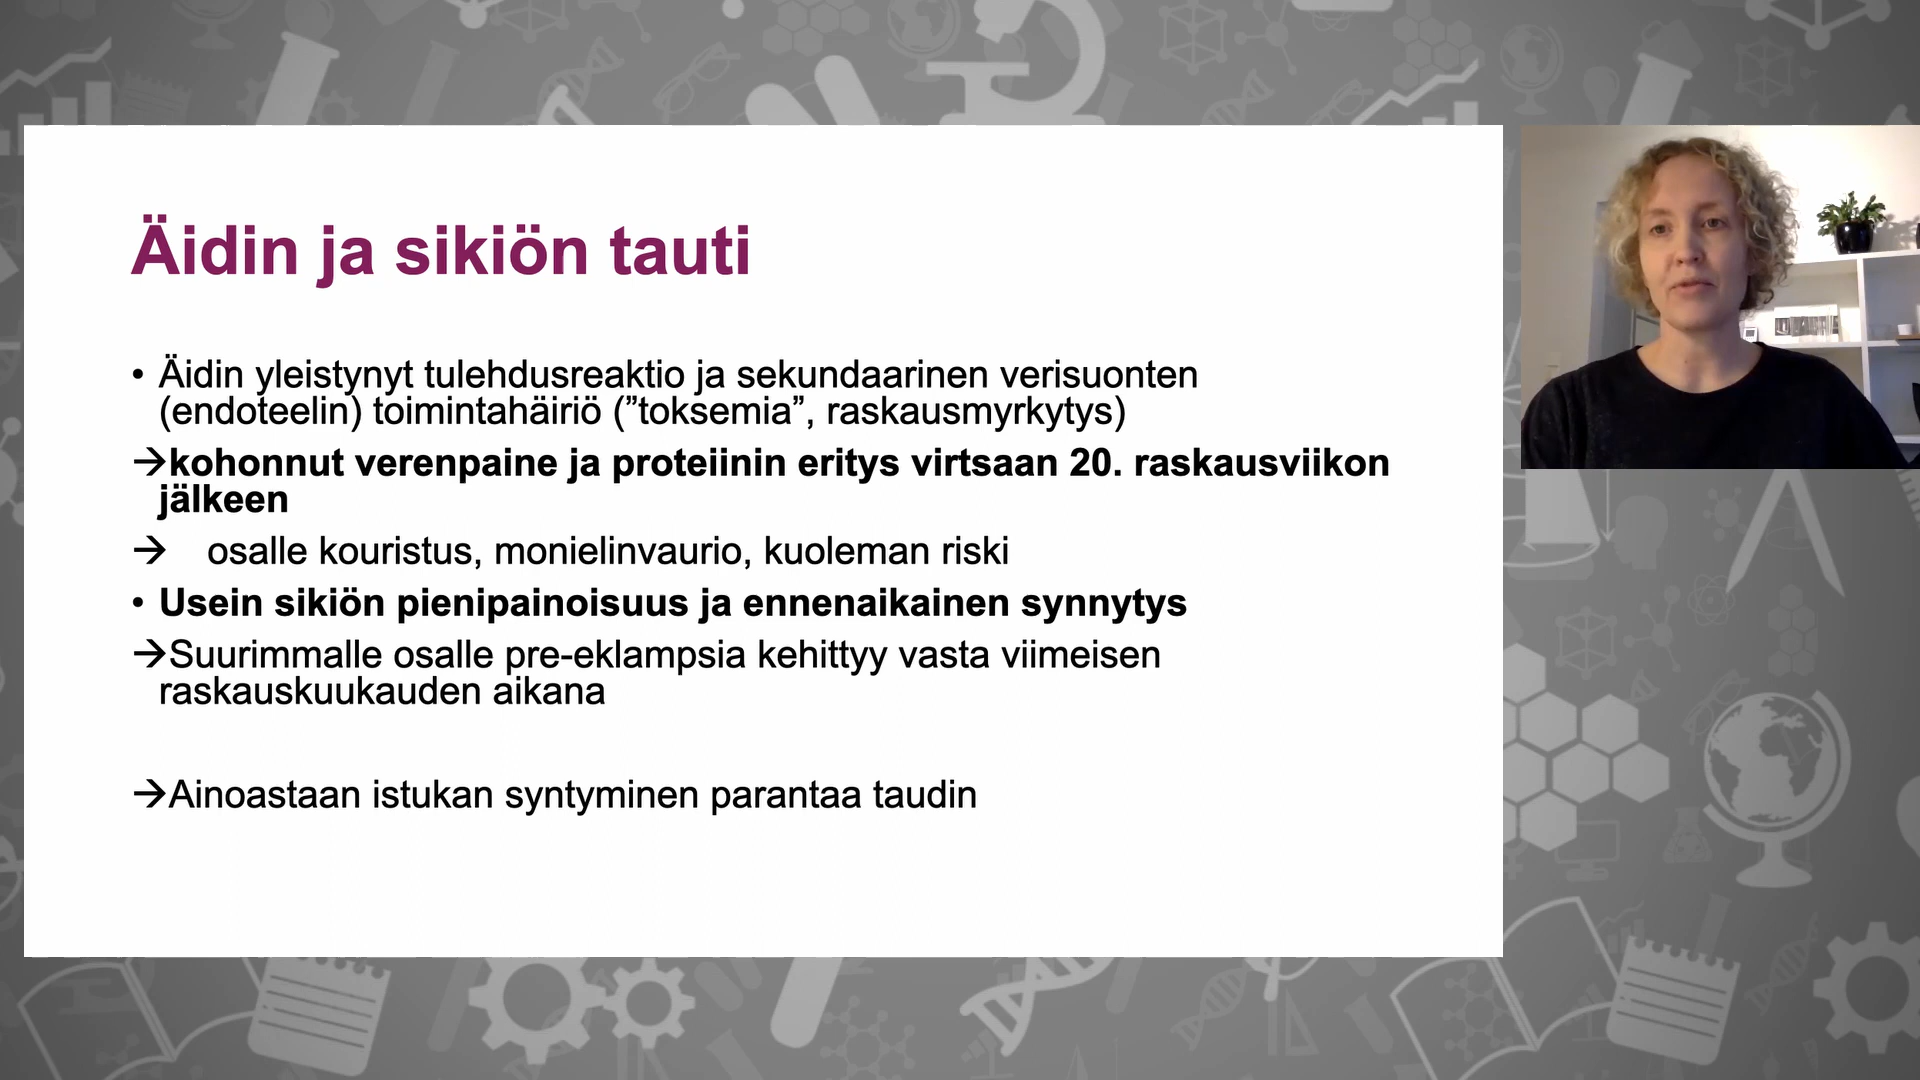 Äidin ja sikiön tauti
• Äidin yleistynyt tulehdusreaktio ja sekundaarinen verisuonten
(endoteelin) toimintahäiriö (”toksemia”, raskausmyrkytys)
→kohonnut verenpaine ja proteiinin eritys virtsaan 20. raskausviikon
jälkeen
→ osalle kouristus, monielinvaurio, kuoleman riski
• Usein sikiön pienipainoisuus ja ennenaikainen synnytys
→Suurimmalle osalle pre-eklampsia kehittyy vasta viimeisen
raskauskuukauden aikana
→Ainoastaan istukan syntyminen parantaa taudin